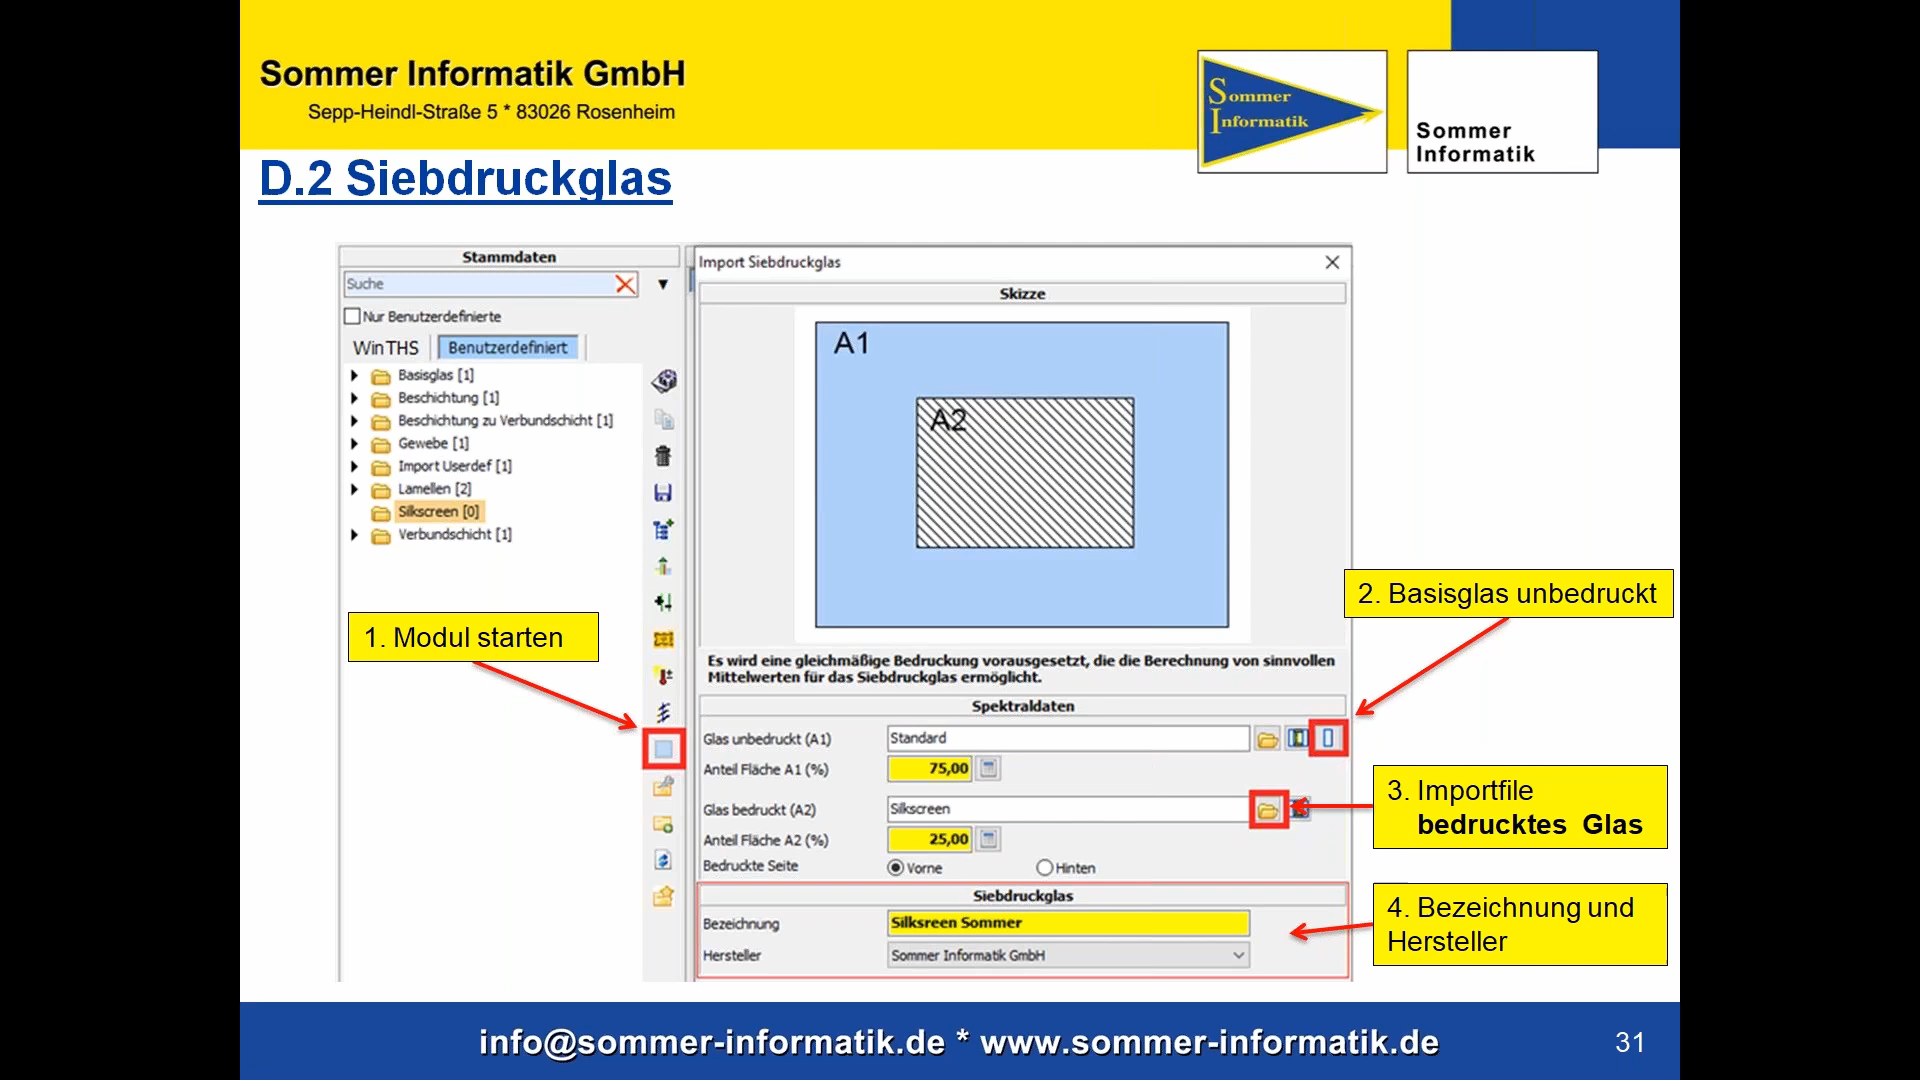 Sommer Informatik GmbH
Sepp-Heindl-Straße 5 * 83026 Rosenheim
Sommer
Informatik
Sommer
Informatik
D.2 Siebdruckglas
Stammdaten
Suche
Nur Benutzerdefinierte
WinTHS
Benutzerdefiniert
Basisglas [1]
Beschichtung [1]
Beschichtung zu Verbundschicht [1]
Gewebe [1]
Import Userdef [1]
Lamellen [2]
Silkscreen [0]
Verbundschicht [1]
1. Modul starten
Import Siebdruckglas
Skizze
A1
A2
Es wird eine gleichmäßige Bedruckung vorausgesetzt, die die Berechnung von sinnvollen
Mittelwerten für das Siebdruckglas ermöglicht.
Spektraldaten
Glas unbedruckt (A1) Standard
Anteil Fläche A1 (%) 75,00
Glas bedruckt (A2) Silkscreen
Anteil Fläche A2 (%) 25,00
Bedruckte Seite Vorne Hinten
Siebdruckglas
Bezeichnung Silksreen Sommer
Hersteller Sommer Informatik GmbH
2. Basisglas unbedruckt
3. Importfile
bedrucktes Glas
4. Bezeichnung und
Hersteller
info@sommer-informatik.de * www.sommer-informatik.de
31